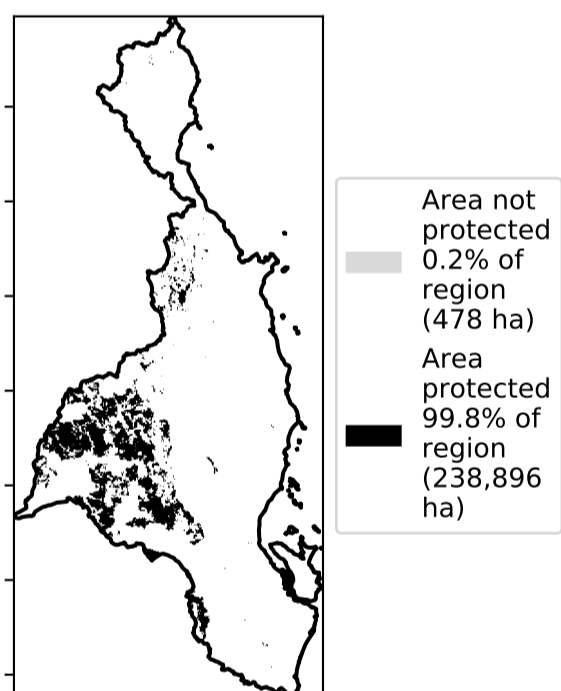 Area not
protected
0.2% of
region
(478 ha)
Area
protected
99.8% of
region
(238,896
ha)